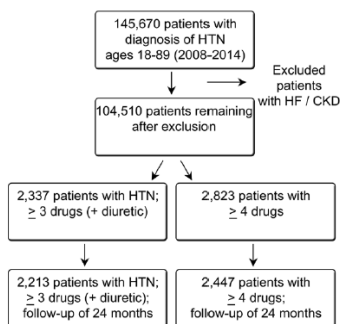 145,670 patients with
diagnosis of HTN
ages 18-89 (2008-2014)
Excluded
patients
with HF / CKD
104,510 patients remaining
after exclusion
2,337 patients with HTN;
≥ 3 drugs (+ diuretic)
2,823 patients with
≥ 4 drugs
2,213 patients with HTN;
≥ 3 drugs (+ diuretic);
follow-up of 24 months
2,447 patients with
≥ 4 drugs;
follow-up of 24 months